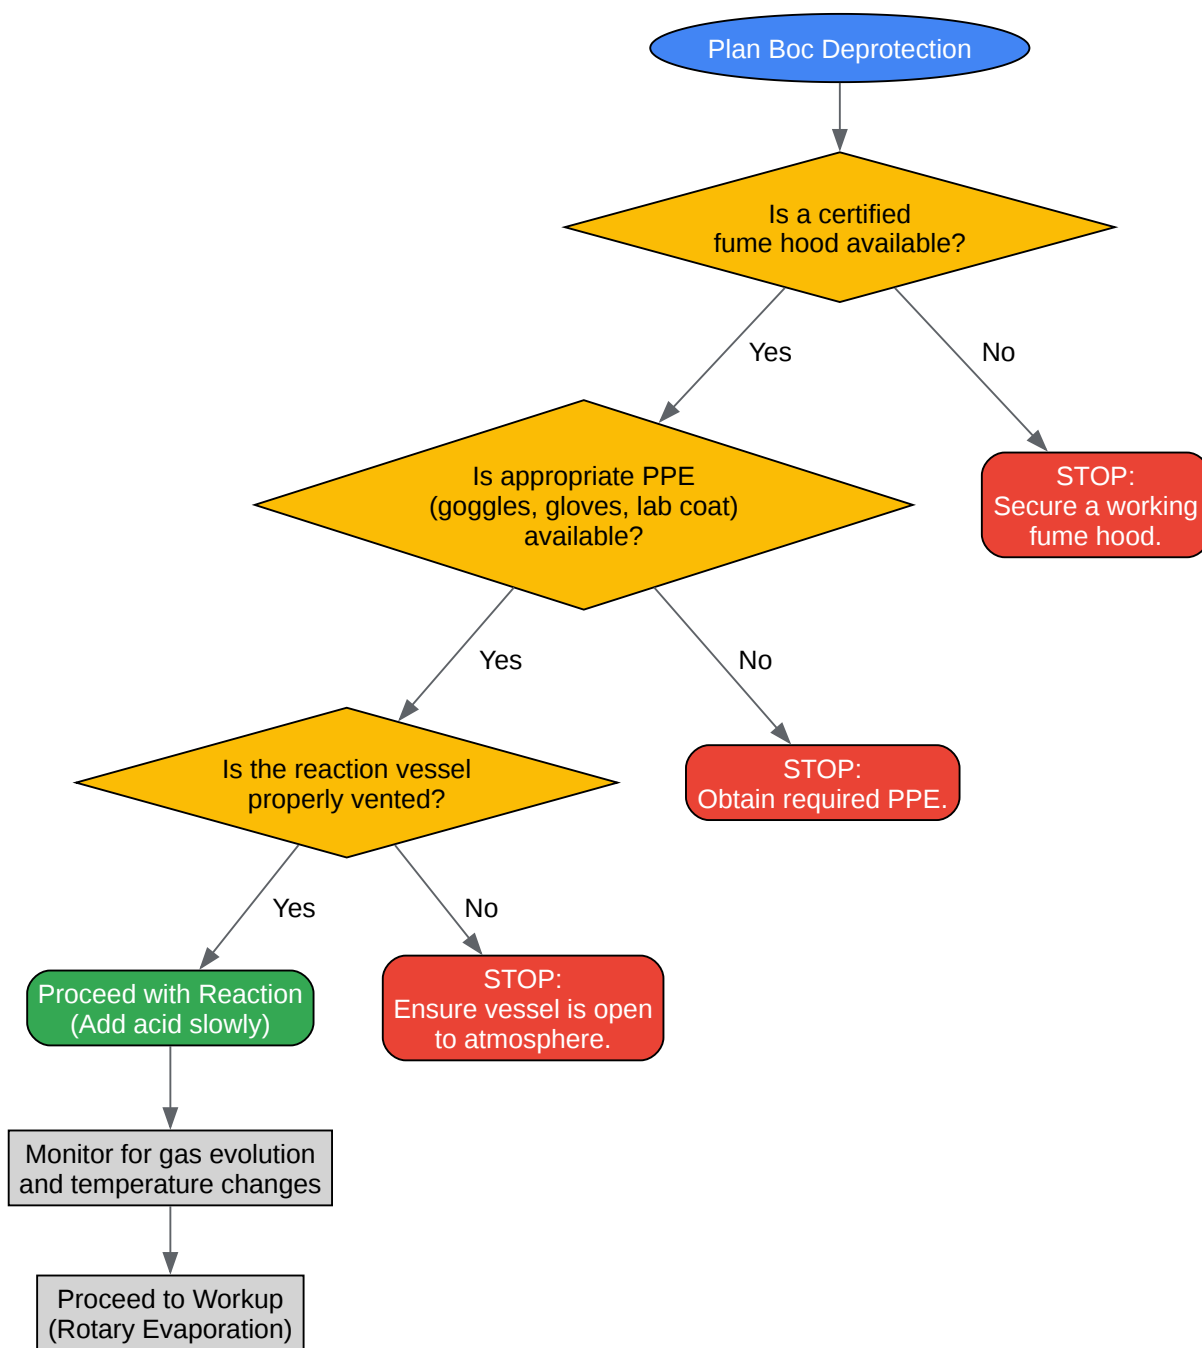 Plan Boc Deprotection
Is a certified
fume hood available?
Yes
No
Is appropriate PPE
(goggles, gloves, lab coat)
available?
STOP:
Secure a working
fume hood.
Yes
No
Is the reaction vessel
properly vented?
STOP:
Obtain required PPE.
Yes
No
Proceed with Reaction
(Add acid slowly)
STOP:
Ensure vessel is open
to atmosphere.
Monitor for gas evolution
and temperature changes
Proceed to Workup
(Rotary Evaporation)